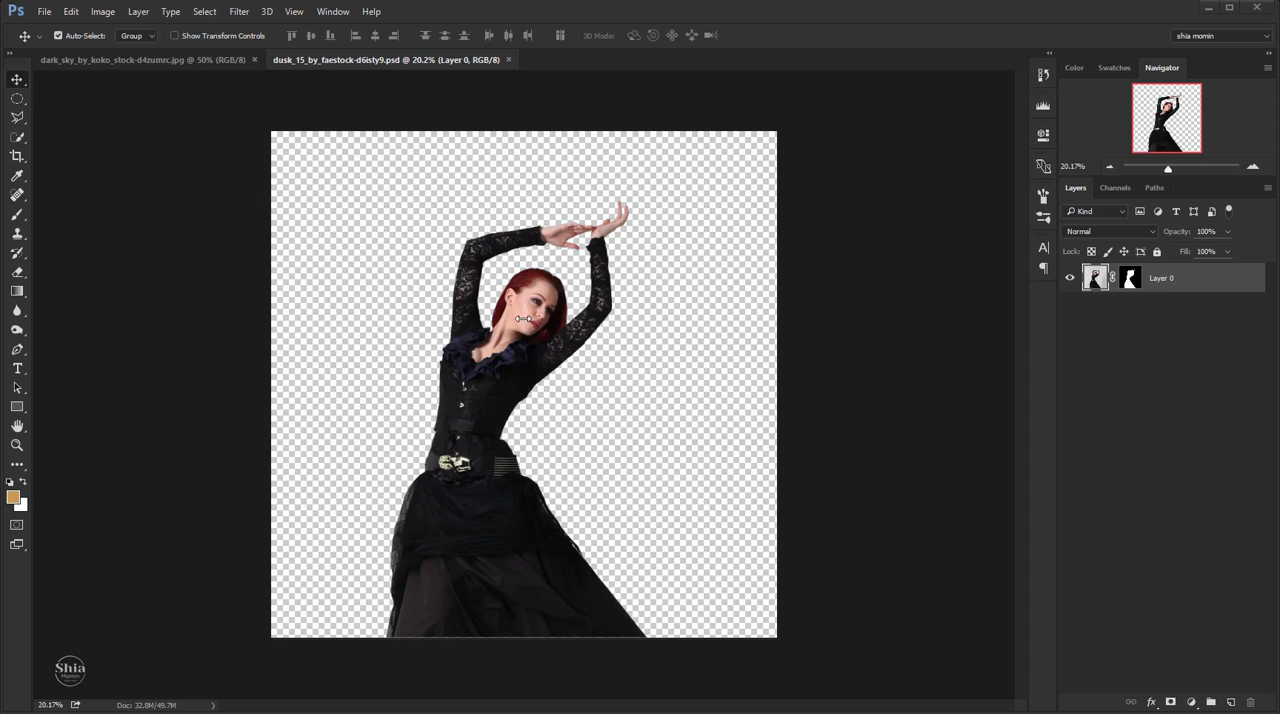 Ps File Edit Image Layer Type Select Filter 3D View Window Help
Auto-Select: Group Show Transform Controls 3D Mode: shia momin
dark_sky_by_koko_stock-d4zumrc.jpg @ 50% (RGB/8) × dusk_15_by_faestock-d6isty9.psd @ 20.2% (Layer 0, RGB/8) ×
Color Swatches Navigator
20.17%
Layers Channels Paths
Kind
Normal Opacity: 100%
Lock: Fill: 100%
Layer 0
Shia
Momin
20.17% Doc: 32.8M/49.7M